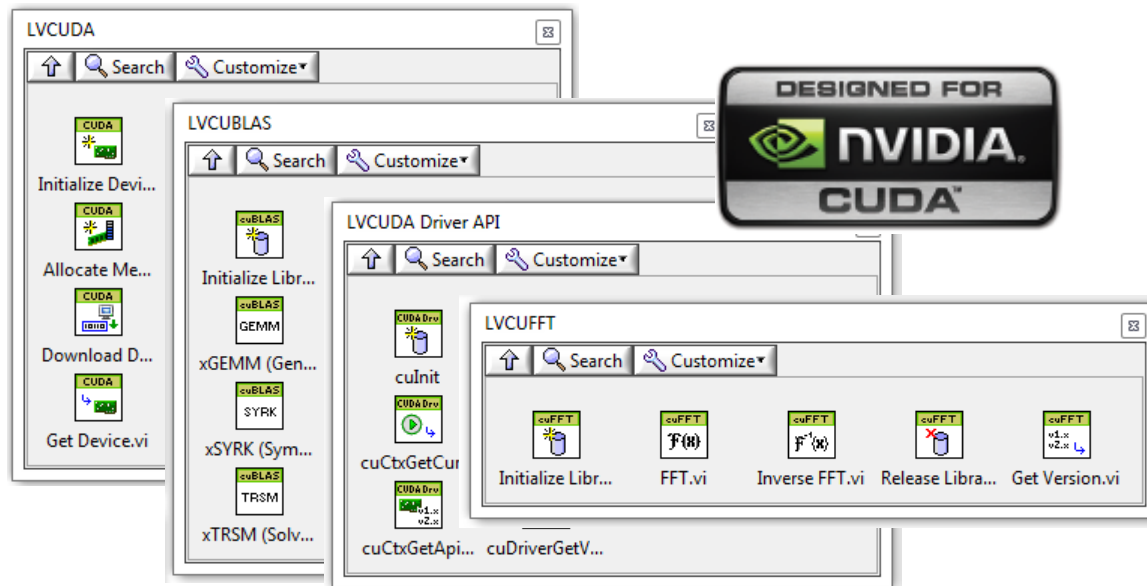 LVCUDA
Search Customize
CUDA
Initialize Devi...
CUDA
Allocate Me...
CUDA
Download D...
CUDA
Get Device.vi
LVCUBLAS
Search Customize
cuBLAS
Initialize Libr...
cuBLAS
GEMM
xGEMM (Gen...
cuBLAS
SYRK
xSYRK (Sym...
cuBLAS
TRSM
xTRSM (Solv...
LVCUDA Driver API
Search Customize
CUDA Drv
cuInit
CUDA Drv
cuCtxGetCur
CUDA Drv
v1.x
v2.x
cuCtxGetApi... cuDriverGetV...
LVCUFFT
Search Customize
cuFFT cuFFT cuFFT cuFFT cuFFT
F(x) F⁻¹(x) v1.x
v2.x
Initialize Libr... FFT.vi Inverse FFT.vi Release Libra... Get Version.vi
DESIGNED FOR
NVIDIA.
CUDA™